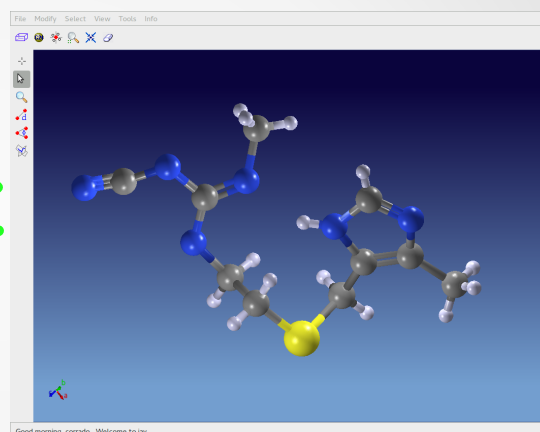 File Modify Select View Tools Info
d
b
a
Good morning, corrado. Welcome to jay